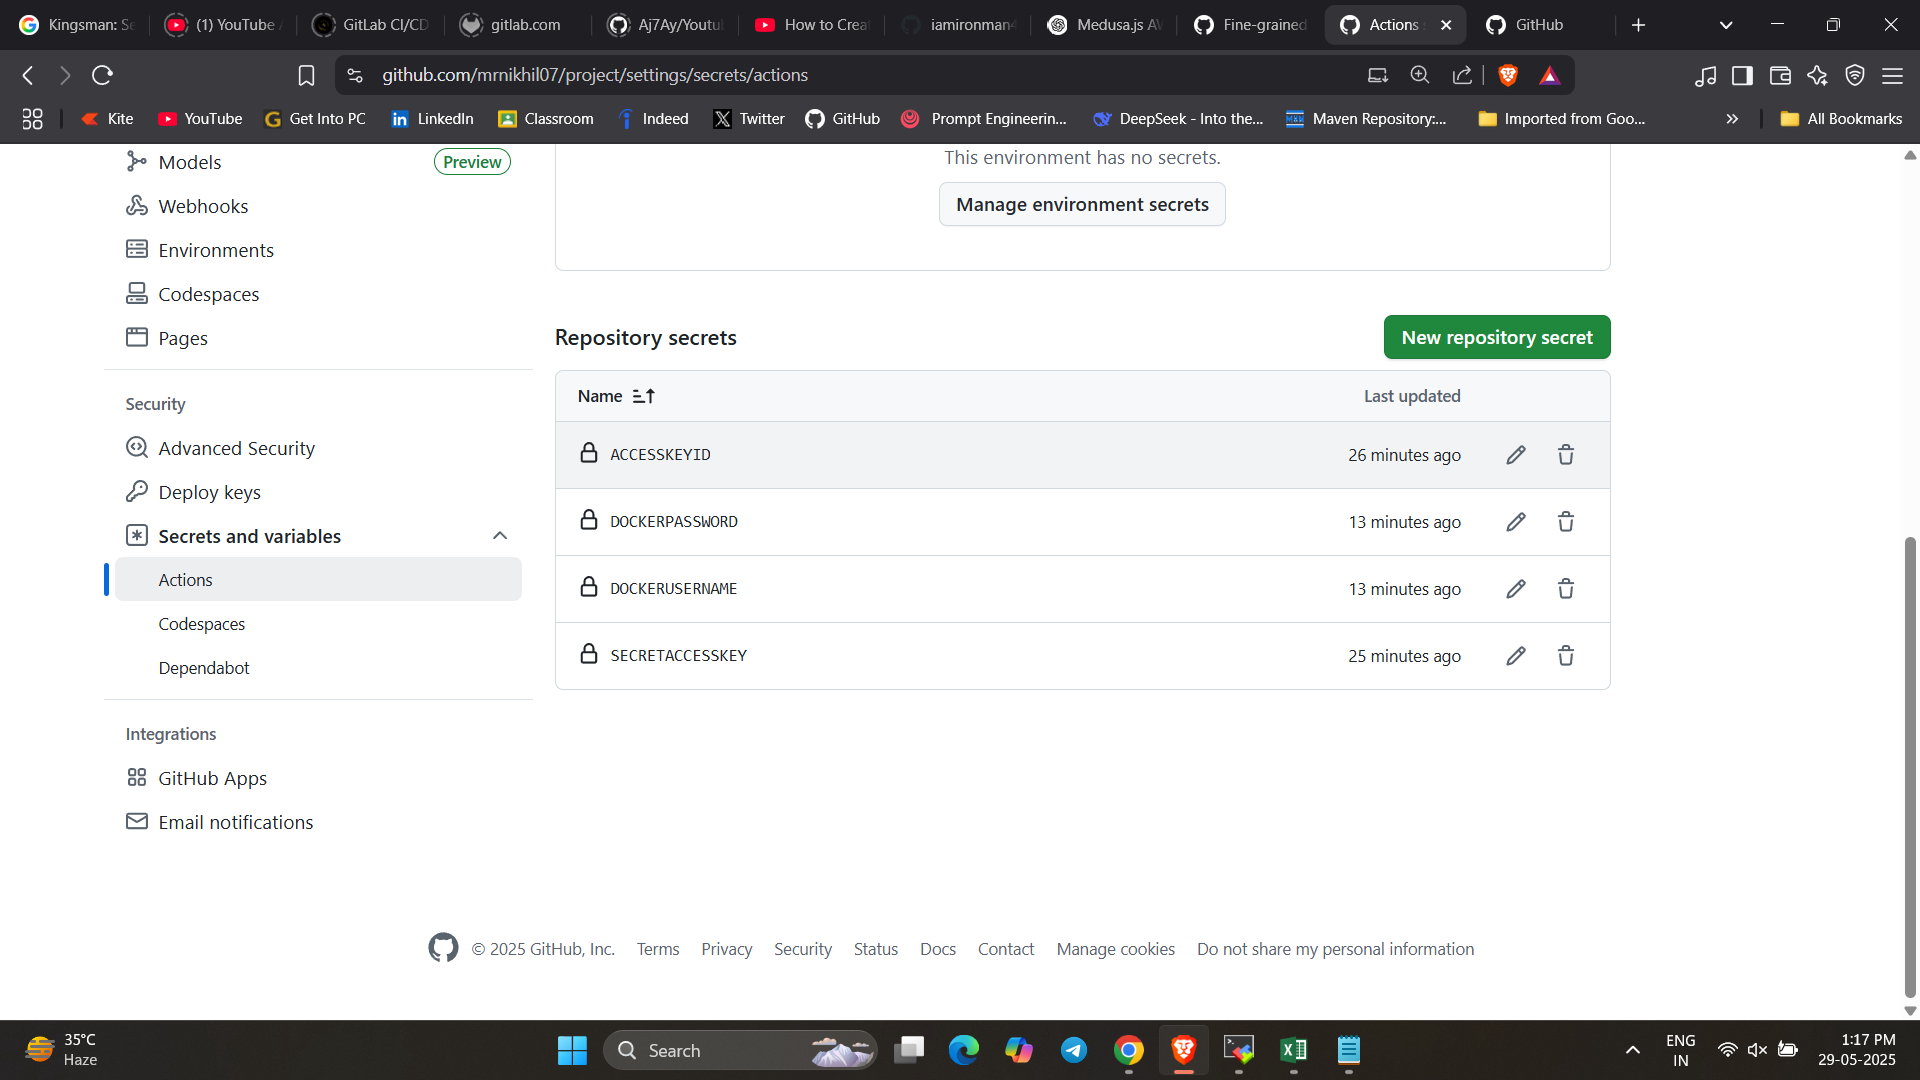 Kingsman: Se
(1) YouTube A
GitLab CI/CD
gitlab.com
Aj7Ay/Youtu
How to Crea
iamironman
Medusa.js AW
Fine-grained
Actions
GitHub
github.com/mrnikhil07/project/settings/secrets/actions
Kite
YouTube
Get Into PC
LinkedIn
Classroom
Indeed
Twitter
GitHub
Prompt Engineerin...
DeepSeek - Into the...
Maven Repository:...
Imported from Goo...
All Bookmarks
Models
Preview
Webhooks
Environments
Codespaces
Pages
Security
Advanced Security
Deploy keys
Secrets and variables
Actions
Codespaces
Dependabot
Integrations
GitHub Apps
Email notifications
This environment has no secrets.
Manage environment secrets
Repository secrets
New repository secret
Name
Last updated
ACCESSKEYID
26 minutes ago
DOCKERPASSWORD
13 minutes ago
DOCKERUSERNAME
13 minutes ago
SECRETACCESSKEY
25 minutes ago
© 2025 GitHub, Inc.
Terms
Privacy
Security
Status
Docs
Contact
Manage cookies
Do not share my personal information
35°C
Haze
Search
ENG
IN
1:17 PM
29-05-2025